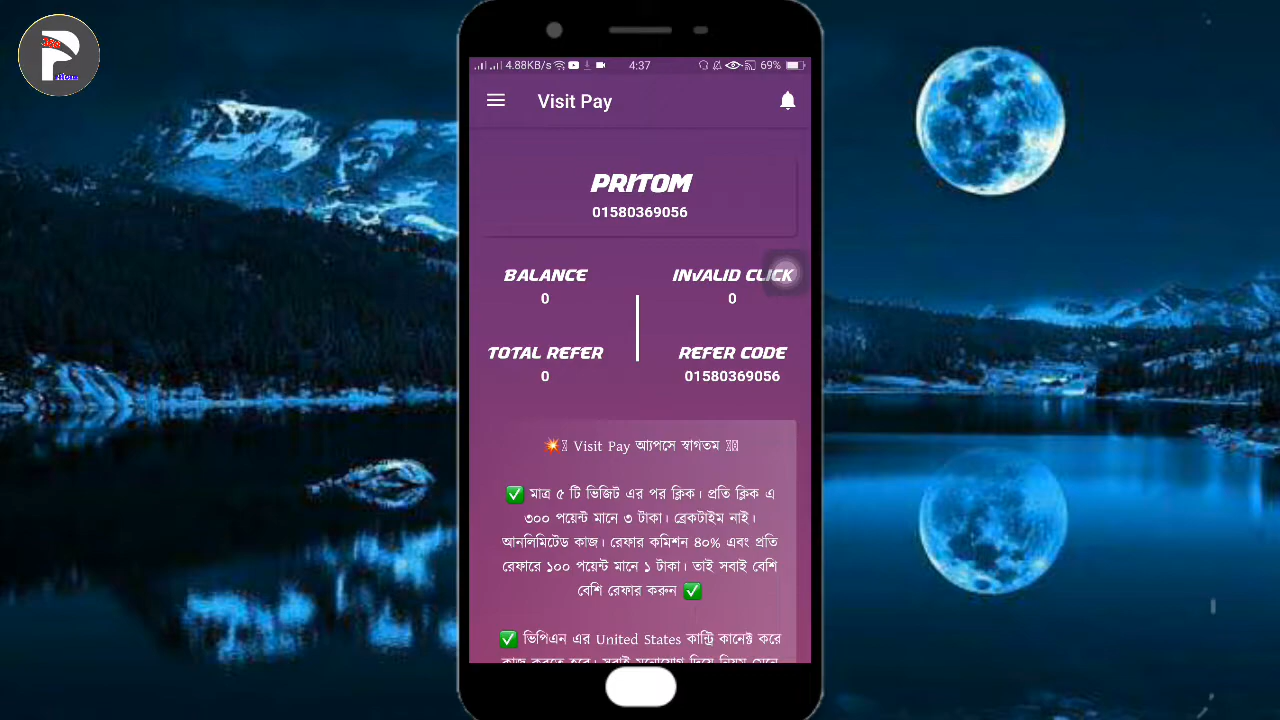 4.88KB/s 4:37 69%
Visit Pay
PRITOM
01580369056
BALANCE INVALID CLICK
0 0
TOTAL REFER REFER CODE
0 01580369056
💥 Visit Pay আ্যপসে স্বাগতম
✅ মাত্র ৫ টি ভিজিট এর পর ক্লিক। প্রতি ক্লিক এ
৩০০ পয়েন্ট মানে ৩ টাকা। ব্রেকটাইম নাই।
আনলিমিটেড কাজ। রেফার কমিশন ৪০% এবং প্রতি
রেফারে ১০০ পয়েন্ট মানে ১ টাকা। তাই সবাই বেশি
বেশি রেফার করুন ✅
✅ ভিপিএন এর United States কান্ট্রি কানেক্ট করে